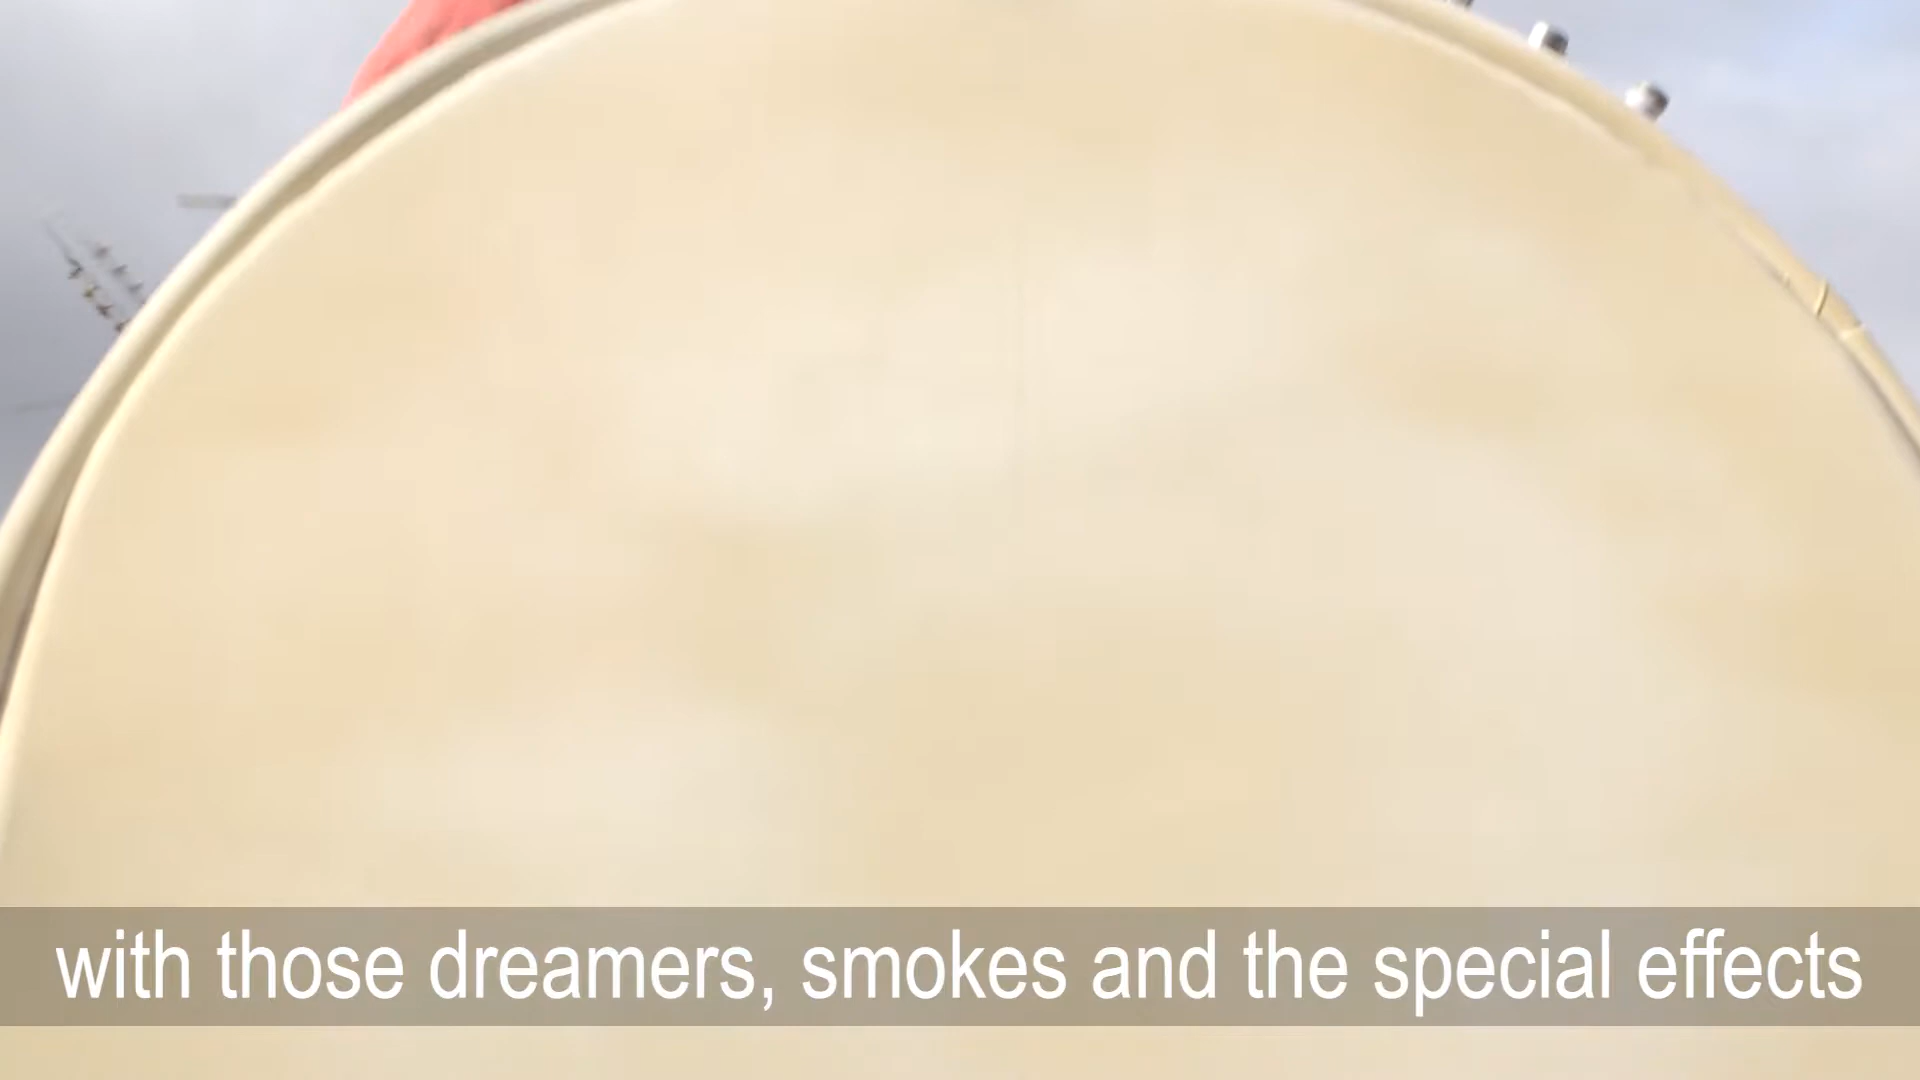 with those dreamers, smokes and the special effects